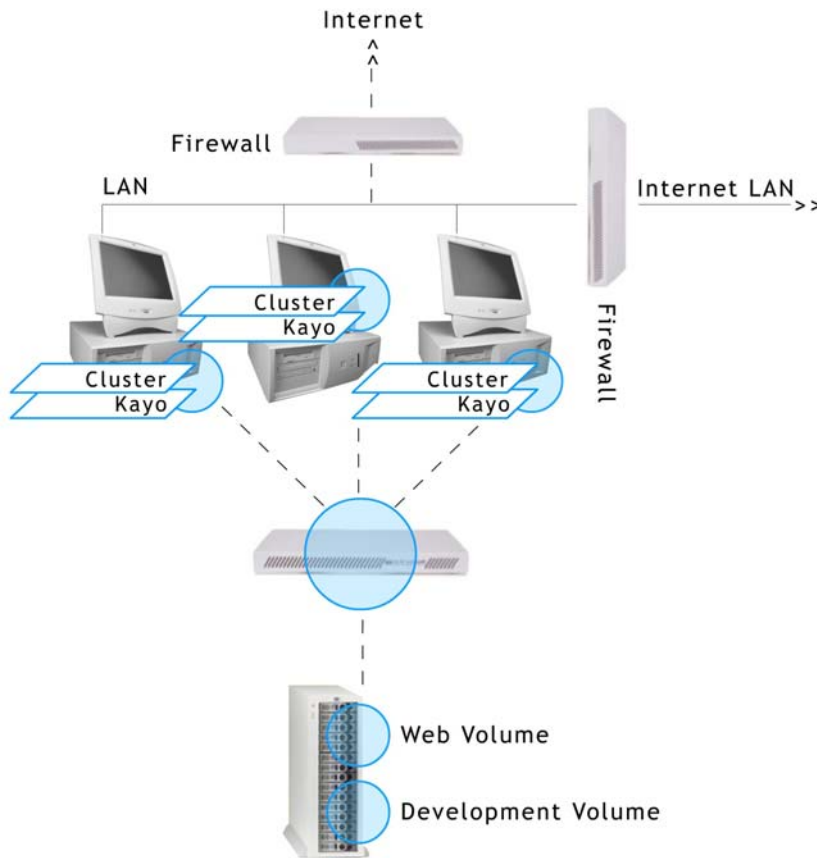 Internet
Firewall
LAN
Internet LAN
Firewall
Cluster
Kayo
Cluster
Kayo
Cluster
Kayo
Web Volume
Development Volume